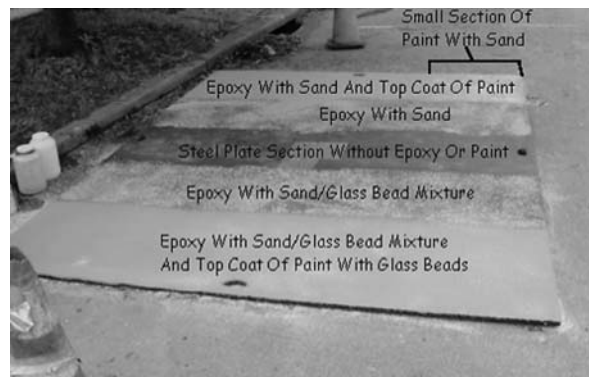 Small Section Of
Paint With Sand
Epoxy With Sand And Top Coat Of Paint
Epoxy With Sand
Steel Plate Section Without Epoxy Or Paint
Epoxy With Sand/Glass Bead Mixture
Epoxy With Sand/Glass Bead Mixture
And Top Coat Of Paint With Glass Beads